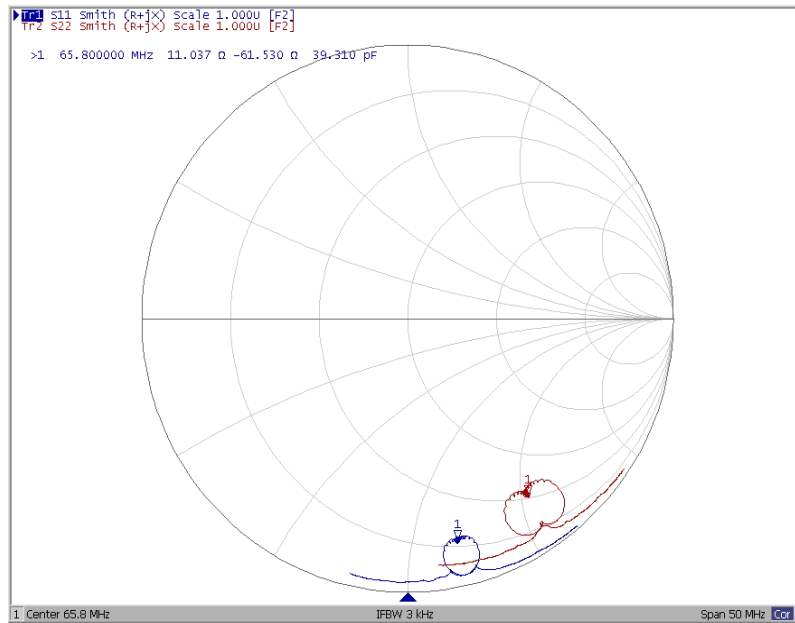 Tr1 S11 Smith (R+jX) Scale 1.000U [F2]
Tr2 S22 Smith (R+jX) Scale 1.000U [F2]
>1 65.800000 MHz 11.037 Ω -61.530 Ω 39.310 pF
1
1
1 Center 65.8 MHz IFBW 3 kHz Span 50 MHz Cor